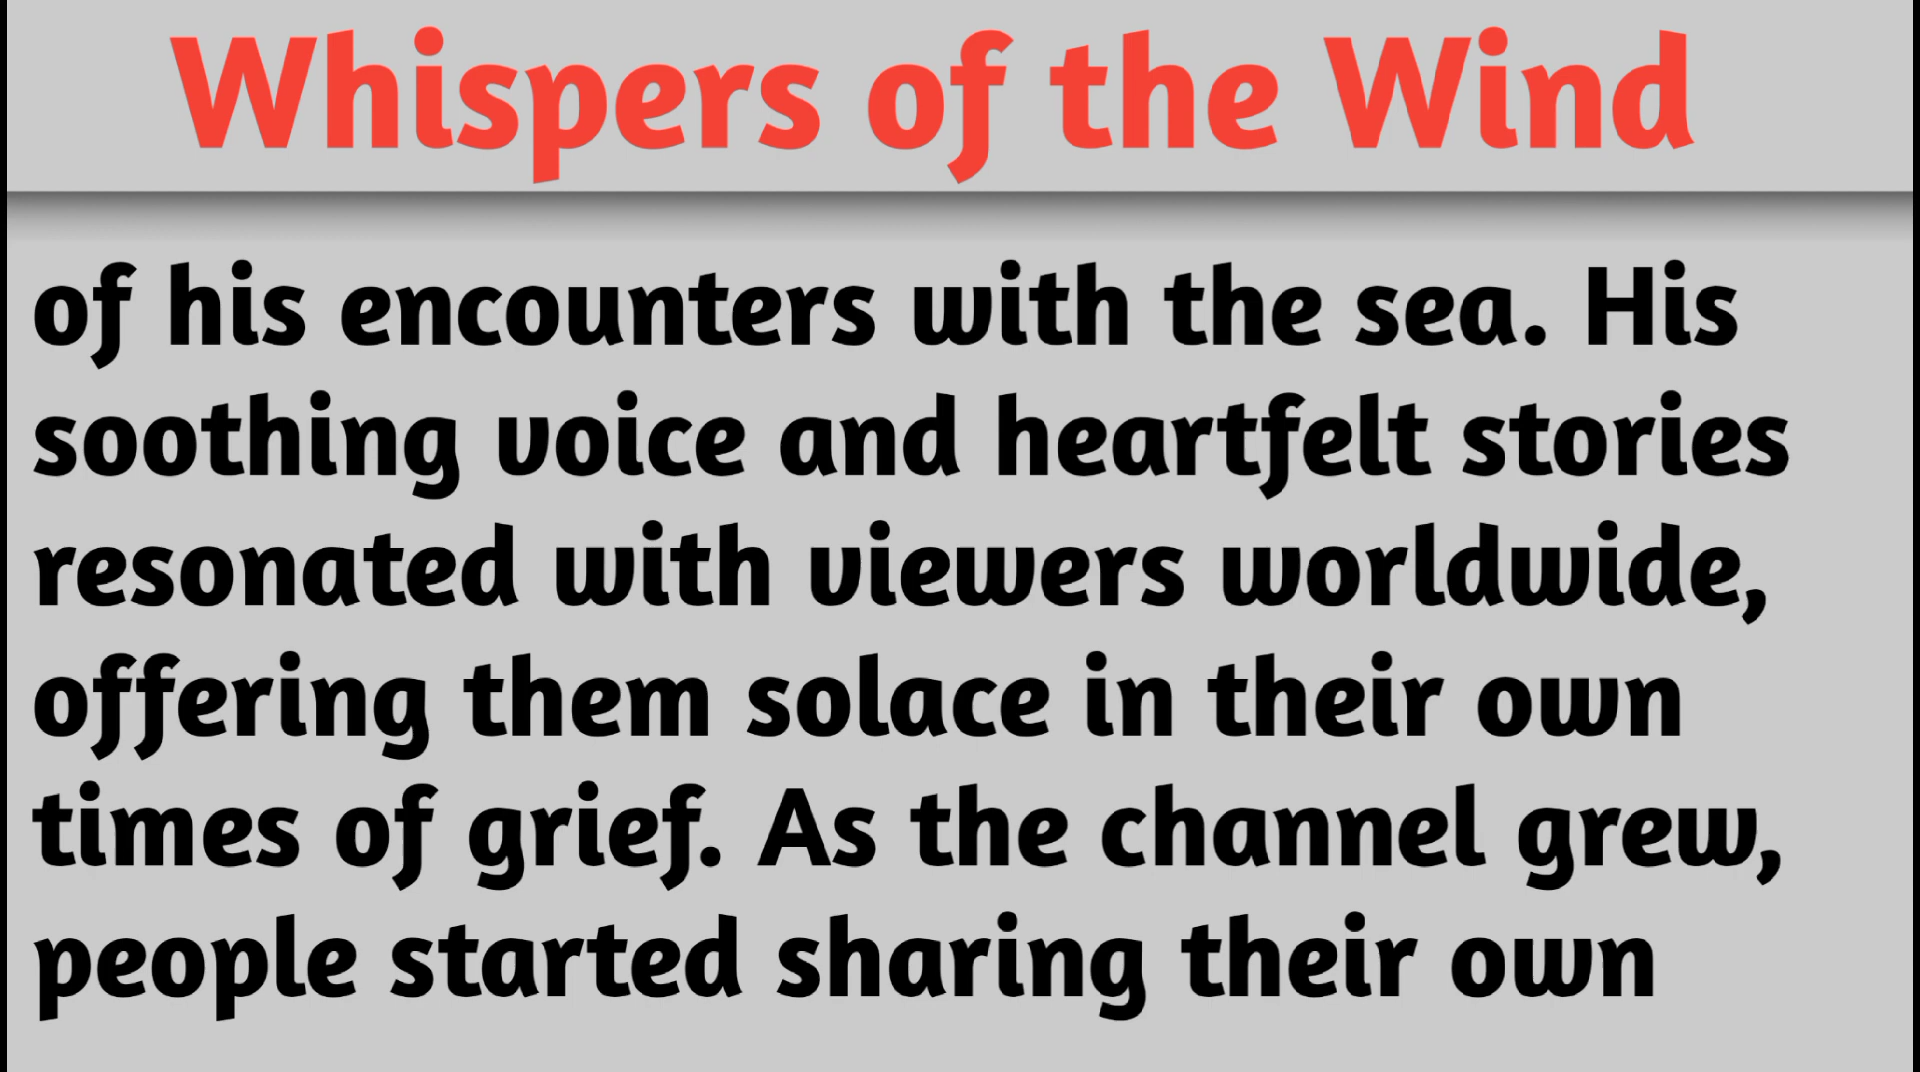 Whispers of the Wind
of his encounters with the sea. His
soothing voice and heartfelt stories
resonated with viewers worldwide,
offering them solace in their own
times of grief. As the channel grew,
people started sharing their own